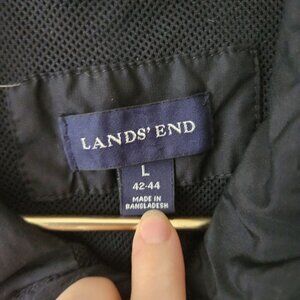 LANDS' END
L
42-44
MADE IN
BANGLADESH